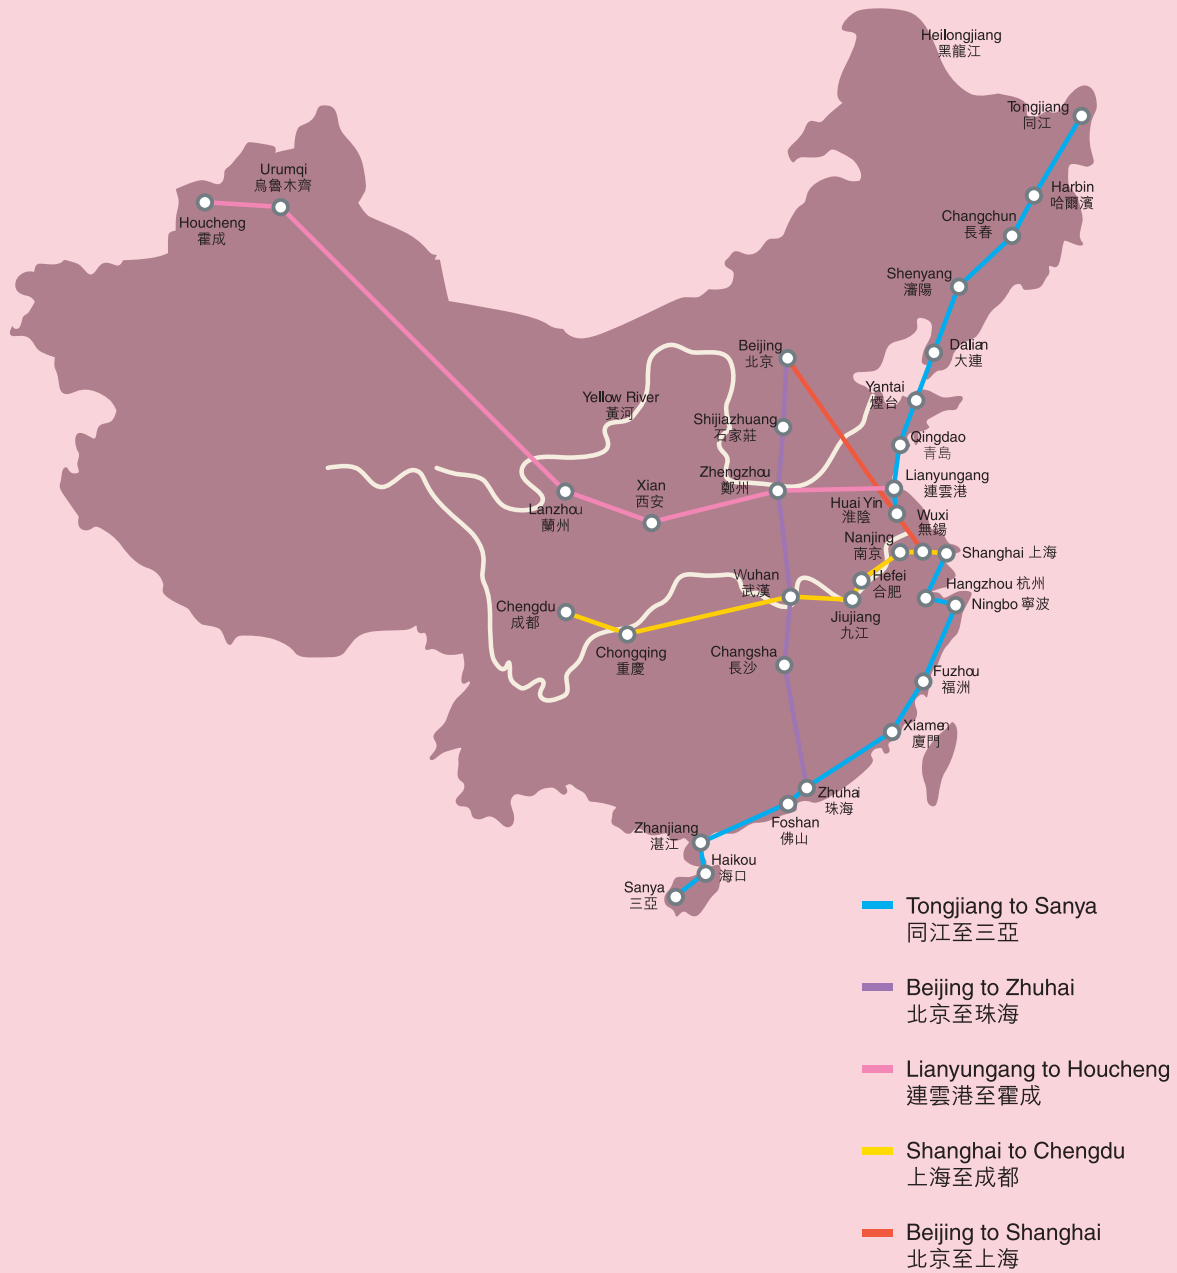 Heilongjiang
黑龍江
Tongjiang
同江
Urumqi
烏魯木齊
Harbin
哈爾濱
Houcheng
霍成
Changchun
長春
Shenyang
瀋陽
Beijing
北京
Dalian
大連
Yantai
煙台
Yellow River
黃河
Shijiazhuang
石家莊
Qingdao
青島
Zhengzhou
鄭州
Lianyungang
連雲港
Xian
西安
Lanzhou
蘭州
Huai Yin
淮陰
Wuxi
無錫
Nanjing
南京
Shanghai 上海
Wuhan
武漢
Hefei
合肥
Hangzhou 杭州
Ningbo 寧波
Chengdu
成都
Jiujiang
九江
Chongqing
重慶
Changsha
長沙
Fuzhou
福洲
Xiamen
廈門
Zhuhai
珠海
Foshan
佛山
Zhanjiang
湛江
Haikou
海口
Sanya
三亞
Tongjiang to Sanya
同江至三亞
Beijing to Zhuhai
北京至珠海
Lianyungang to Houcheng
連雲港至霍成
Shanghai to Chengdu
上海至成都
Beijing to Shanghai
北京至上海